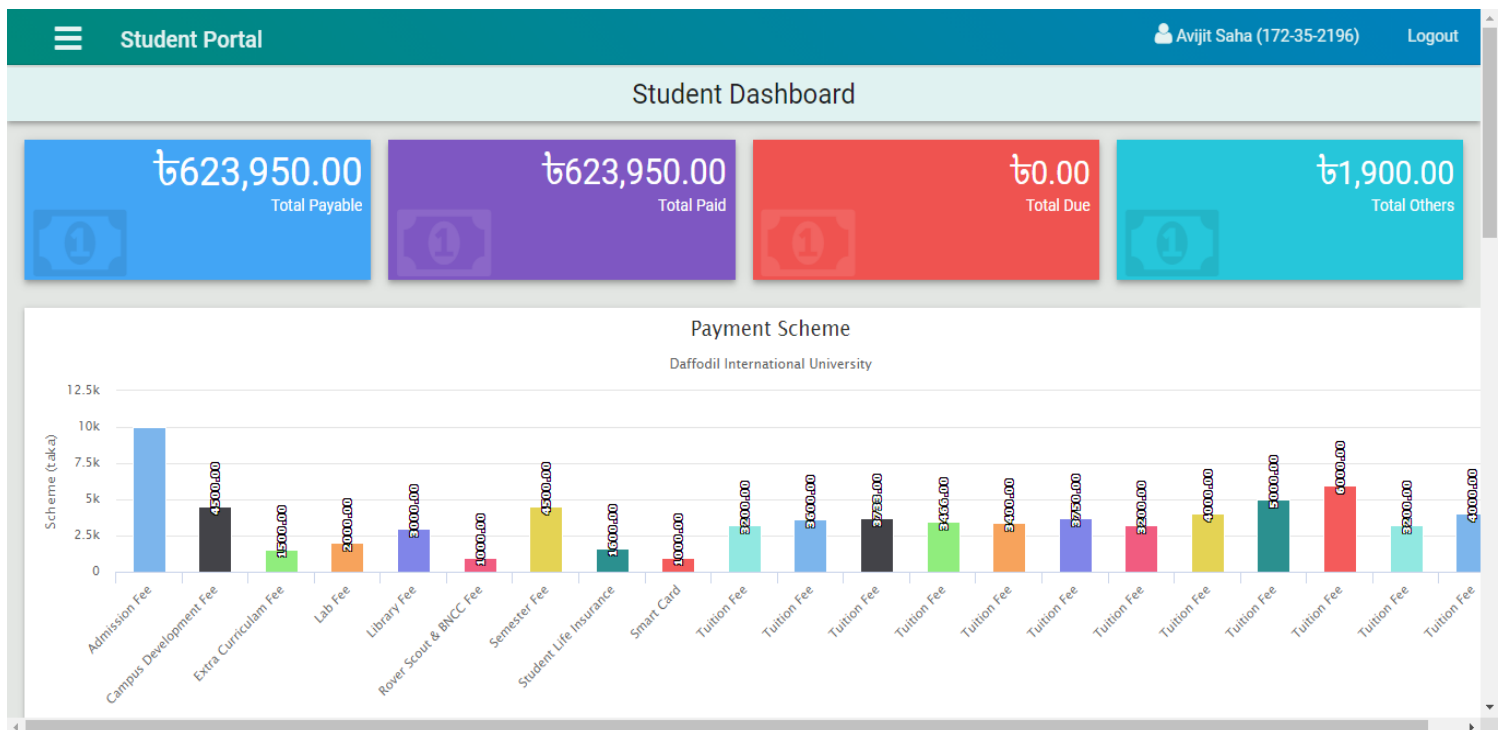 Student Portal
Avijit Saha (172-35-2196)
Logout
Student Dashboard
৳623,950.00
Total Payable
৳623,950.00
Total Paid
৳0.00
Total Due
৳1,900.00
Total Others
1
1
1
1
Payment Scheme
Daffodil International University
Scheme (taka)
12.5k
10k
7.5k
5k
2.5k
0
4500.00
1500.00
2000.00
3000.00
1000.00
4500.00
1600.00
1000.00
3200.00
3600.00
3733.00
3466.00
3400.00
3750.00
3200.00
4000.00
5000.00
6000.00
3200.00
4000.00
Admission Fee
Campus Development Fee
Extra Curriculam Fee
Lab Fee
Library Fee
Rover Scout & BNCC Fee
Semester Fee
Student Life Insurance
Smart Card
Tuition Fee
Tuition Fee
Tuition Fee
Tuition Fee
Tuition Fee
Tuition Fee
Tuition Fee
Tuition Fee
Tuition Fee
Tuition Fee
Tuition Fee
Tuition Fee